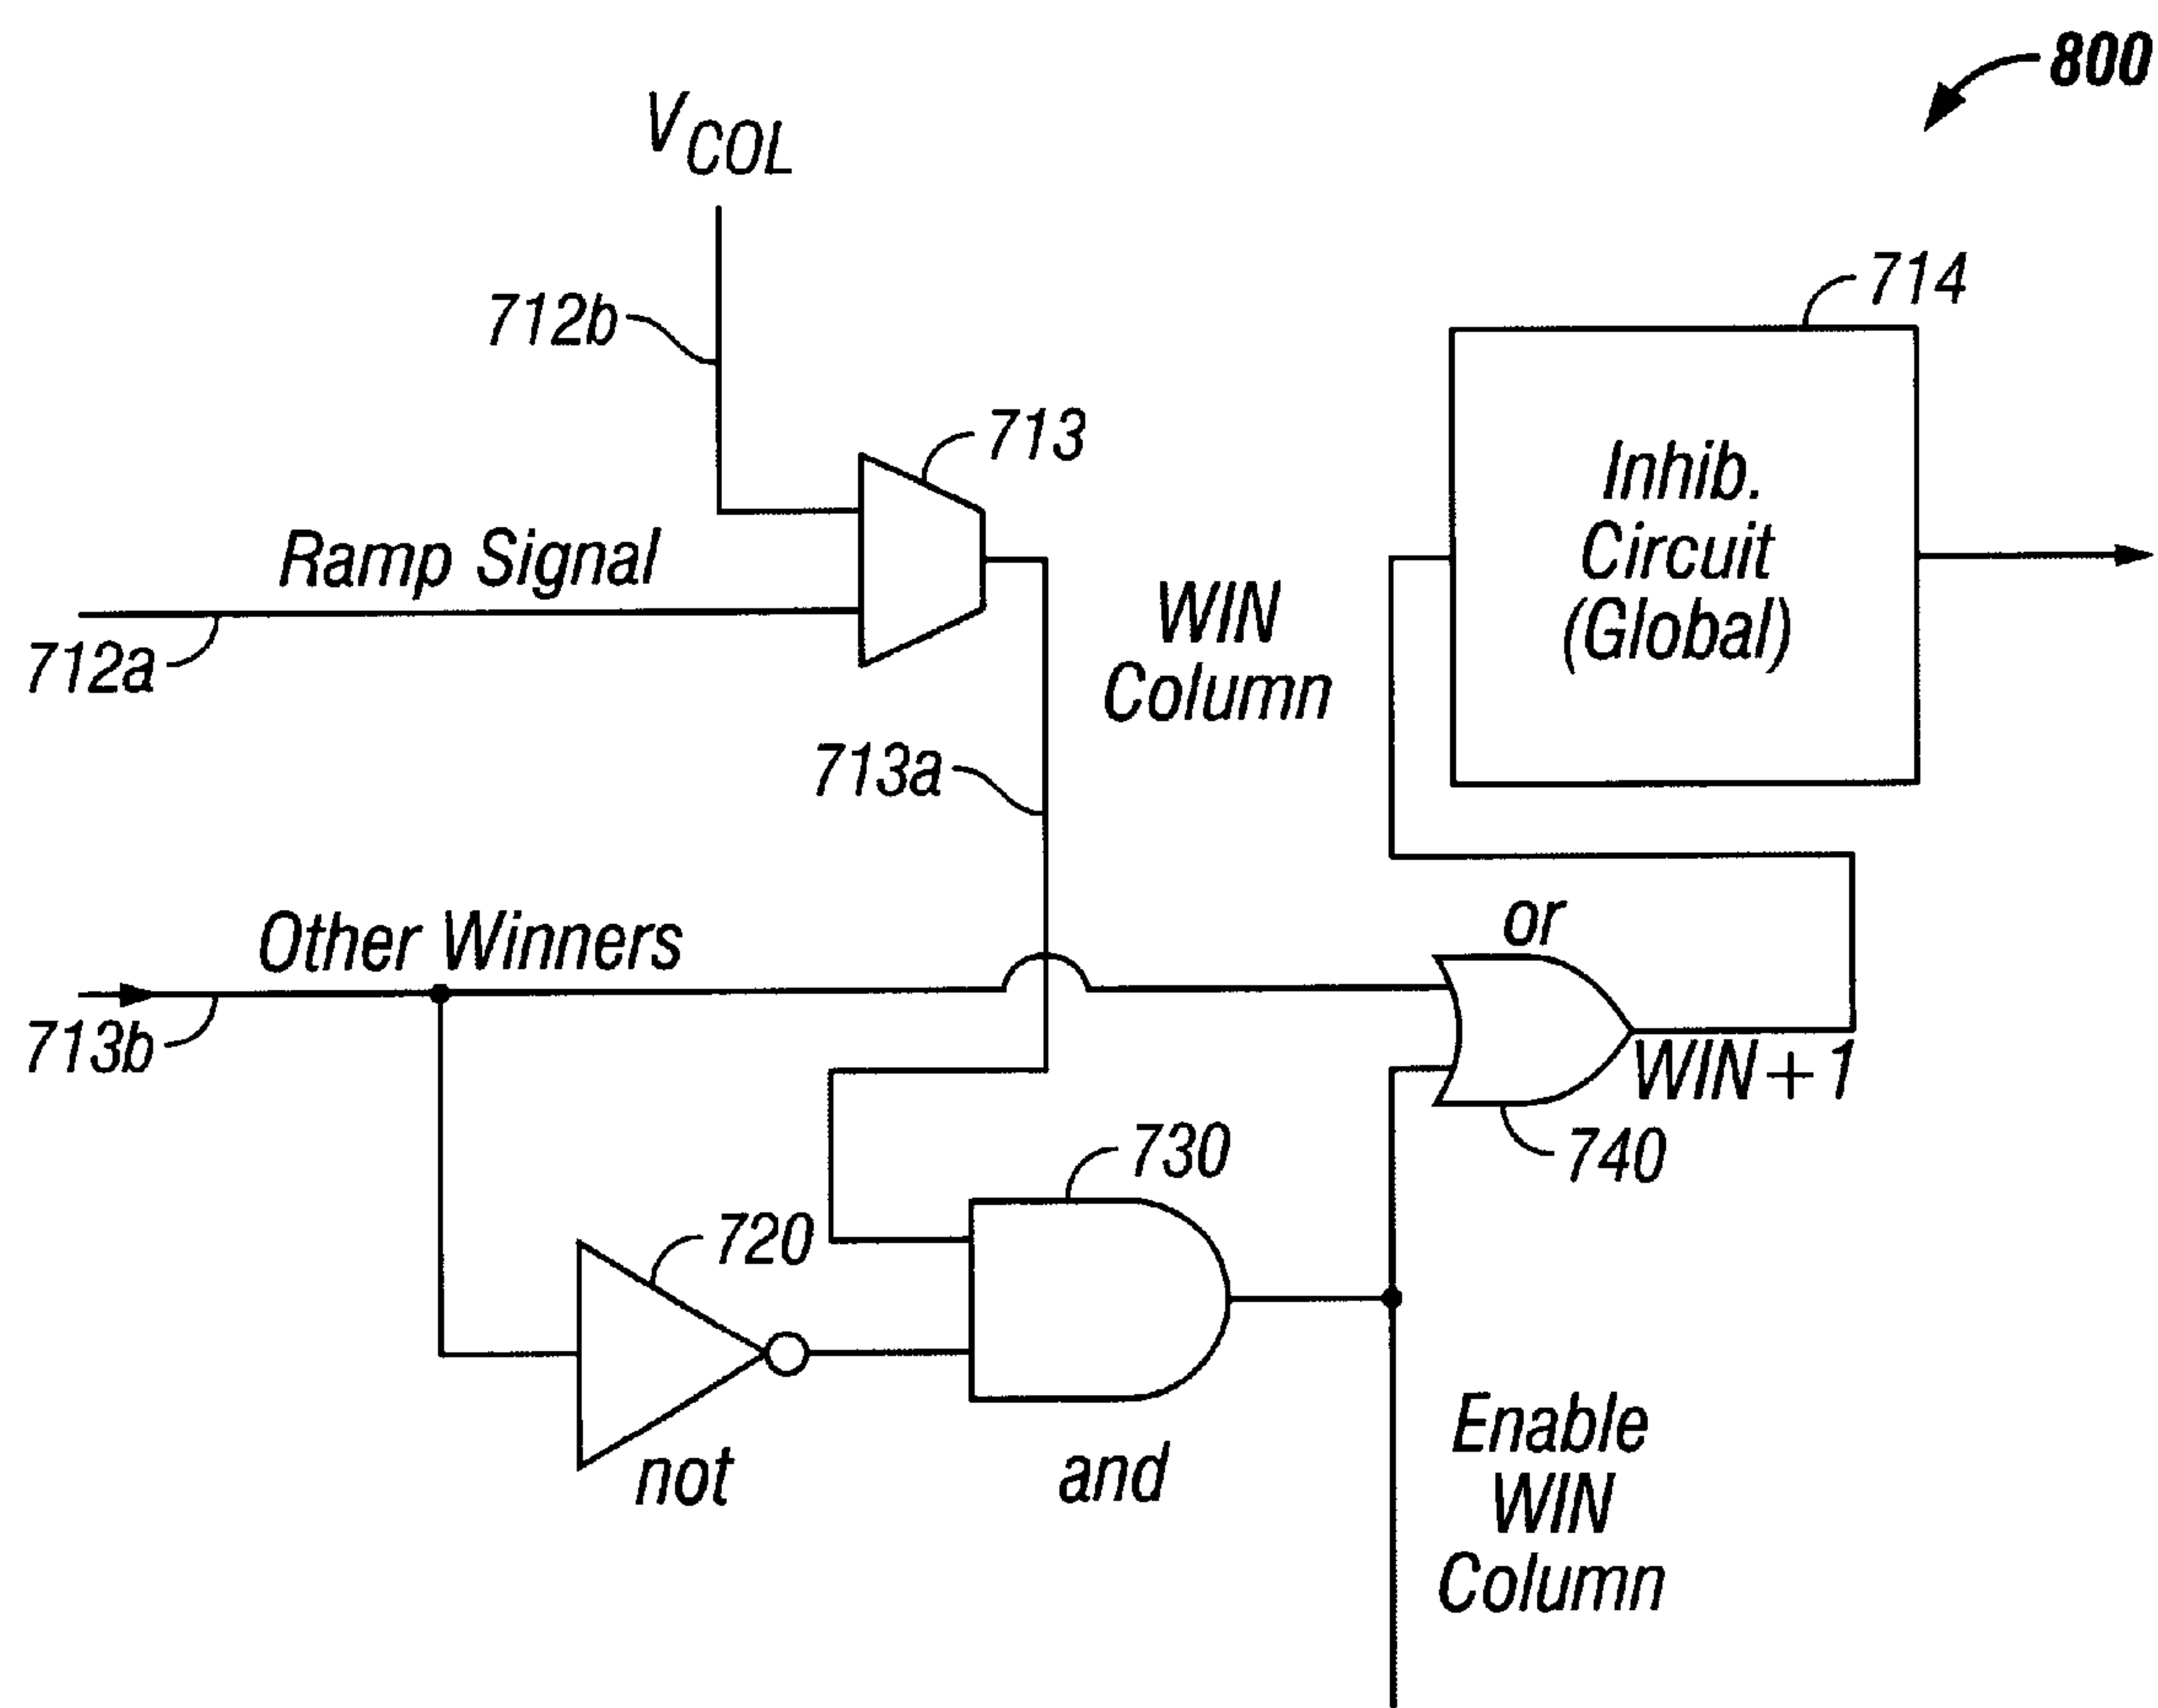 800
VCOL
712b
714
713
Ramp Signal
712a
Inhib.
Circuit
(Global)
WIN
Column
713a
Other Winners
713b
or
WIN+1
740
730
720
not
and
Enable
WIN
Column